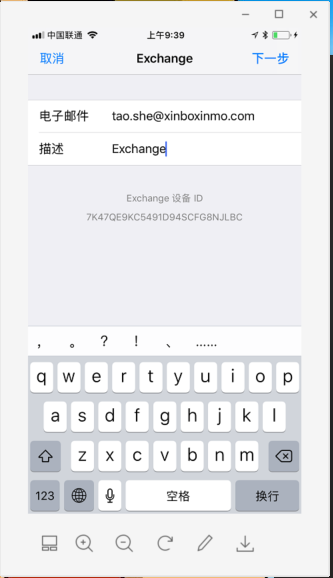 中国联通 上午9:39
取消 Exchange 下一步
电子邮件 tao.she@xinboxinmo.com
描述 Exchange
Exchange 设备 ID
7K47QE9KC5491D94SCFG8NJLBC
， 。 ？ ！ 、 ……
q w e r t y u i o p
a s d f g h j k l
z x c v b n m
123 空格 换行